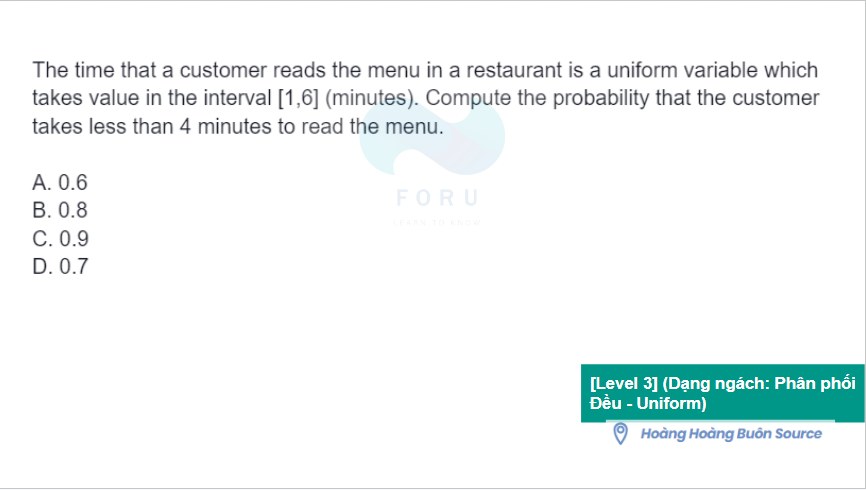 The time that a customer reads the menu in a restaurant is a uniform variable which
takes value in the interval [1,6] (minutes). Compute the probability that the customer
takes less than 4 minutes to read the menu.
A. 0.6
B. 0.8
C. 0.9
D. 0.7
FORU
[Level 3] (Dạng ngách: Phân phối
Đều - Uniform)
Hoàng Hoàng Buôn Source